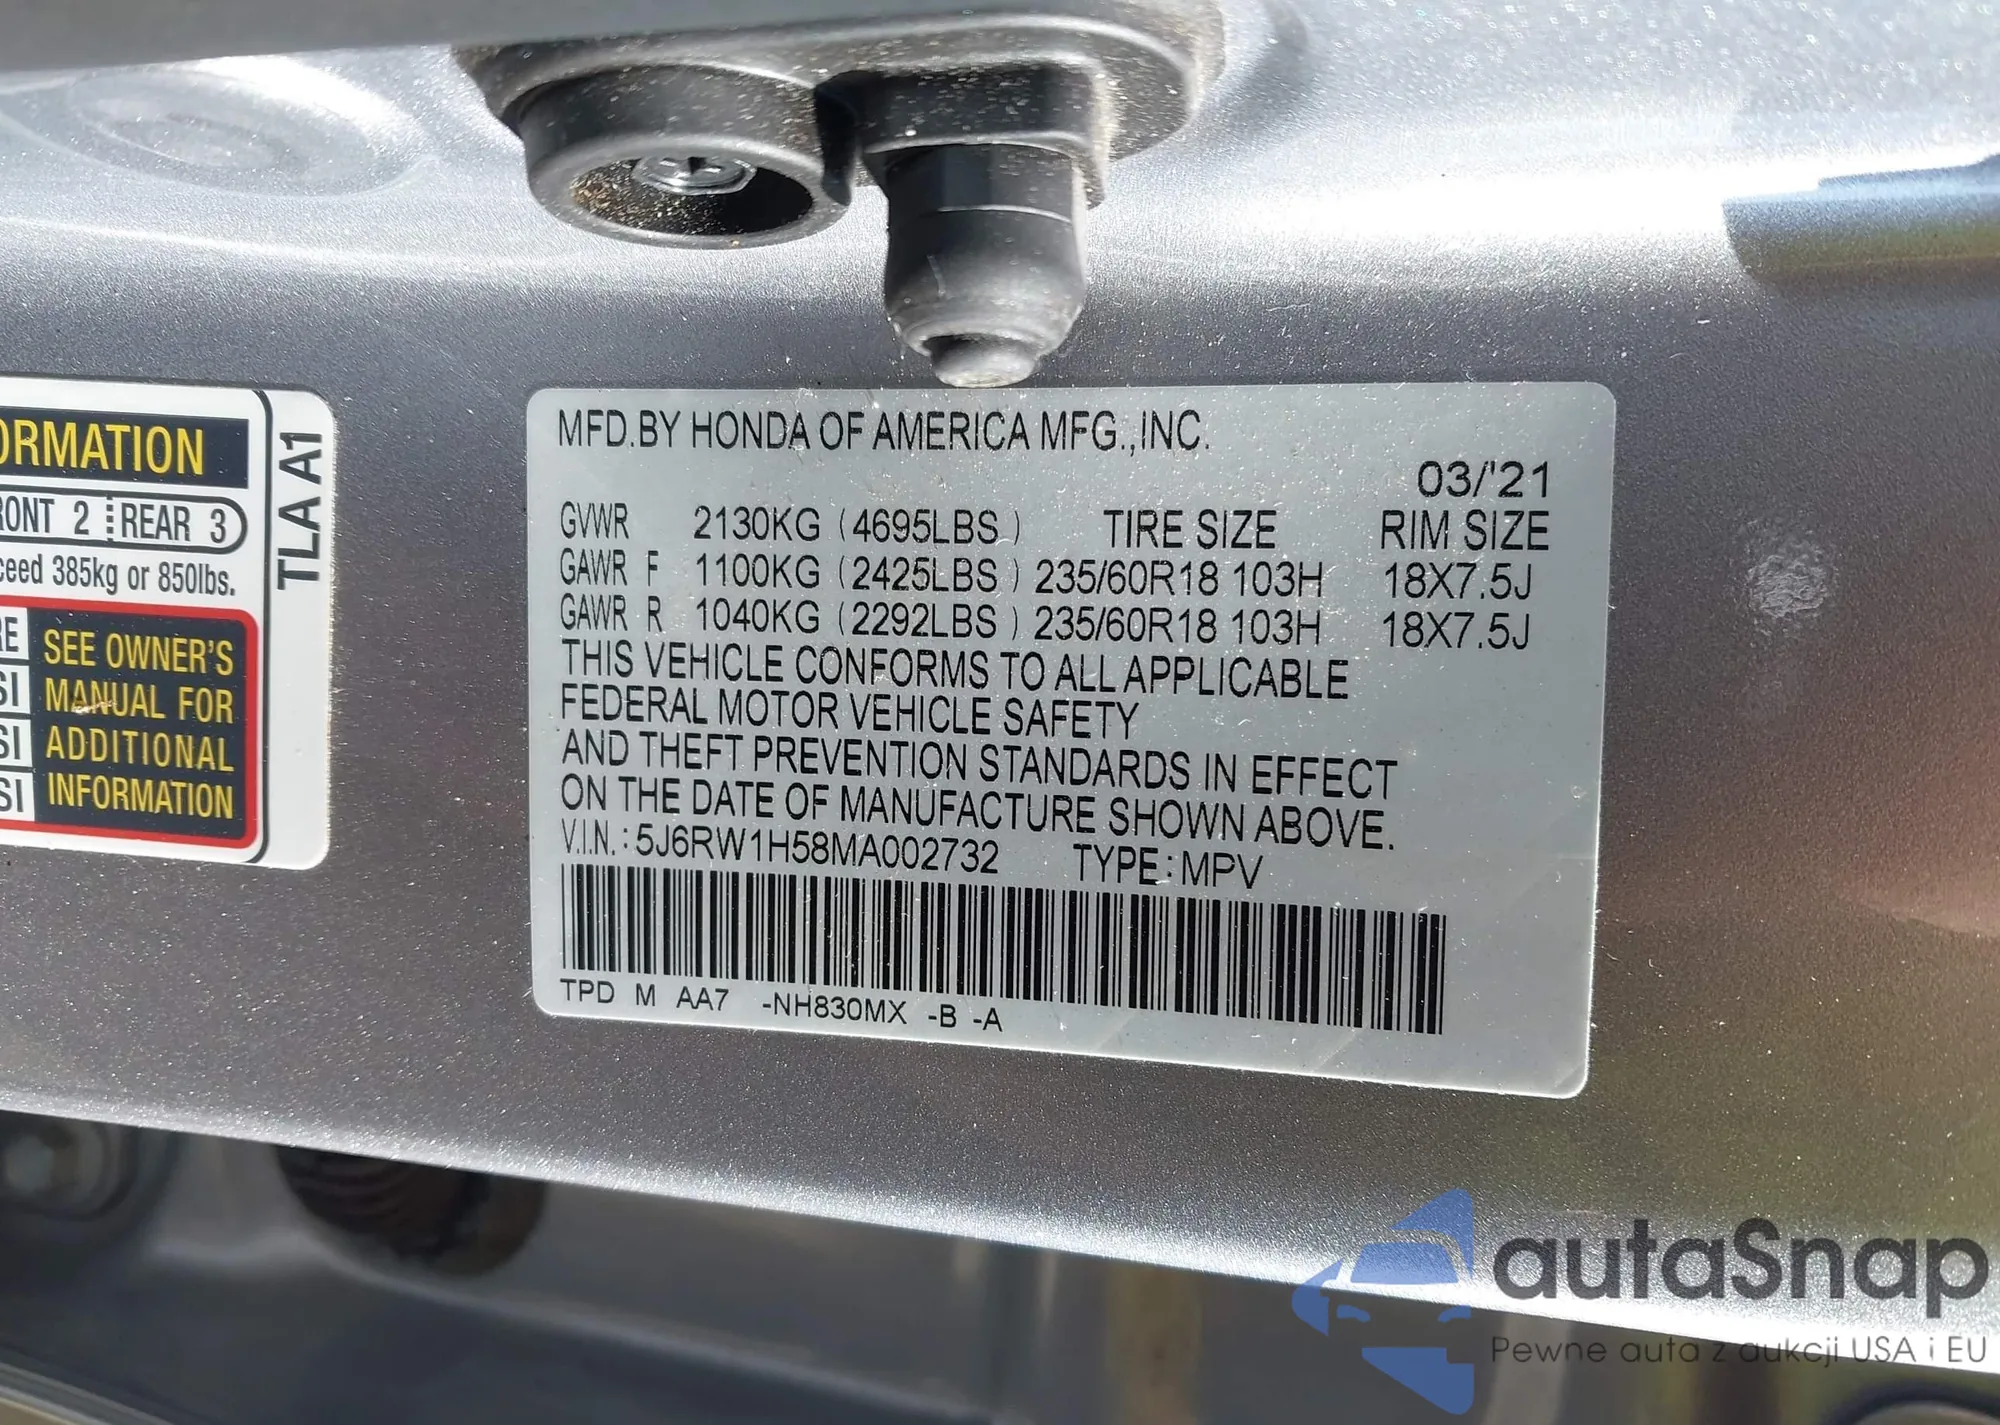 ORMATION
RONT 2 REAR 3
ceed 385kg or 850lbs.
RE
SI
SI
SI
SEE OWNER'S
MANUAL FOR
ADDITIONAL
INFORMATION
TLA A1
MFD.BY HONDA OF AMERICA MFG.,INC.
03/'21
GVWR 2130KG (4695LBS ) TIRE SIZE RIM SIZE
GAWR F 1100KG (2425LBS ) 235/60R18 103H 18X7.5J
GAWR R 1040KG (2292LBS ) 235/60R18 103H 18X7.5J
THIS VEHICLE CONFORMS TO ALL APPLICABLE
FEDERAL MOTOR VEHICLE SAFETY
AND THEFT PREVENTION STANDARDS IN EFFECT
ON THE DATE OF MANUFACTURE SHOWN ABOVE.
V.I.N.: 5J6RW1H58MA002732 TYPE: MPV
TPD M AA7 -NH830MX -B -A
autaSnap
Pewne auta z aukcji USA i EU